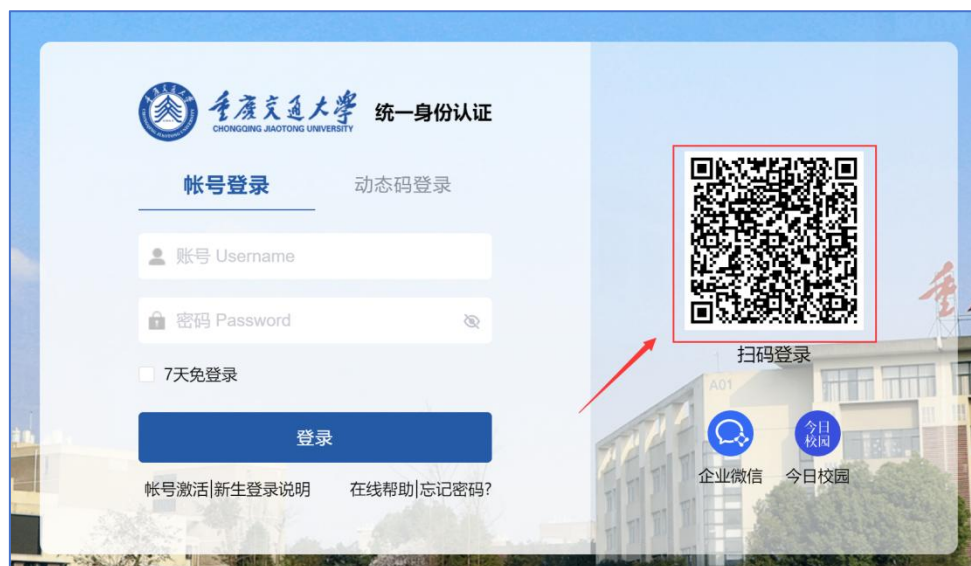 重庆交通大学 统一身份认证
CHONGQING JIAOTONG UNIVERSITY
帐号登录 动态码登录
账号 Username
密码 Password
7天免登录
登录
帐号激活|新生登录说明 在线帮助|忘记密码?
扫码登录
A01
今日
校园
企业微信 今日校园
重